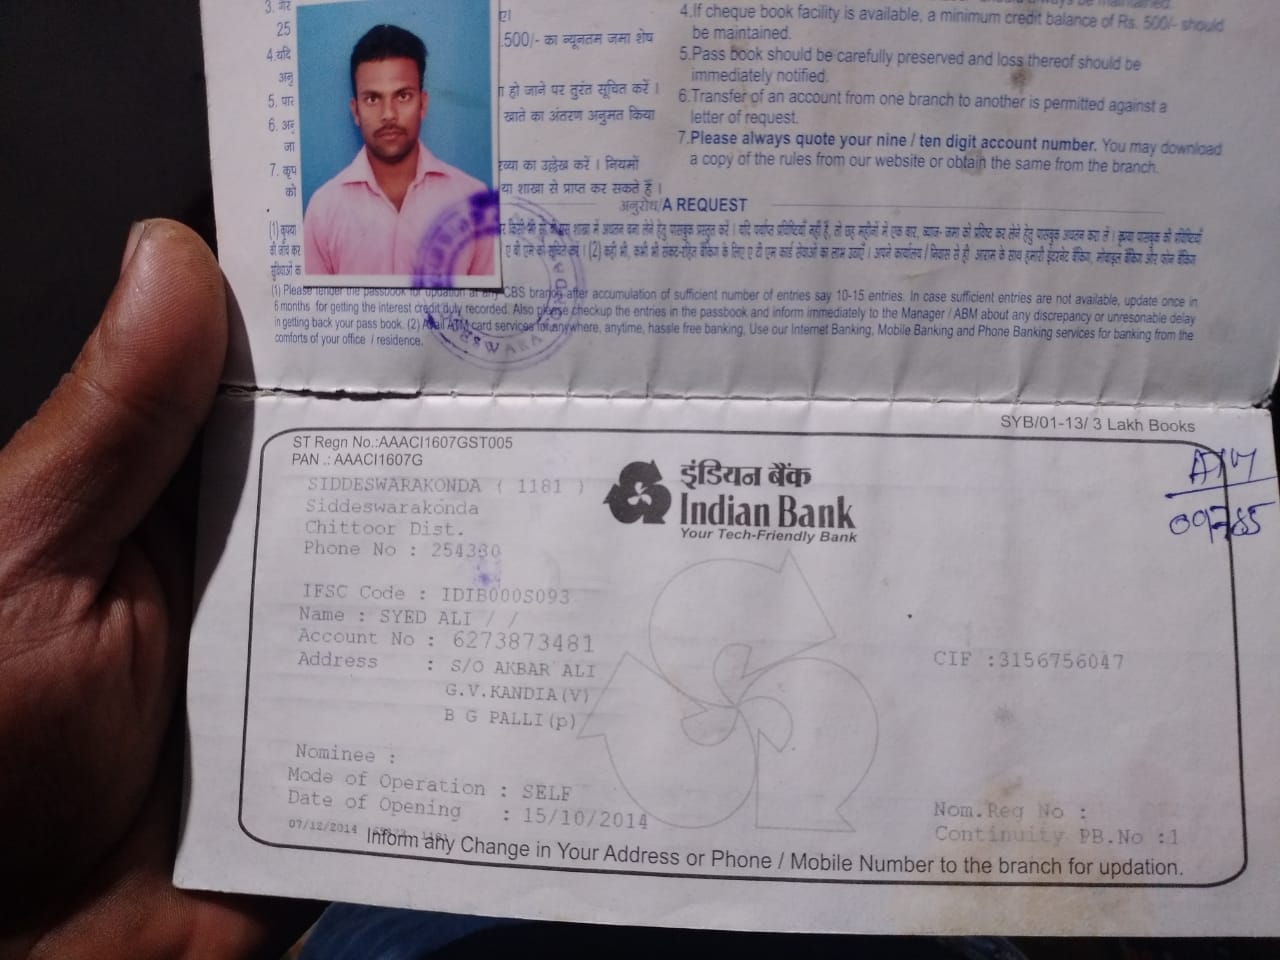 3. गैर
25
4.यदि
अनु
5. पास
6. अनु
जा
7. कृप
को
.500/- का न्यूनतम जमा शेष
हो जाने पर तुरंत सूचित करें ।
खाते का अंतरण अनुमत किया
ख्या का उल्लेख करें । नियमों
या शाखा से प्राप्त कर सकते हैं ।
4.If cheque book facility is available, a minimum credit balance of Rs. 500/- should
be maintained.
5.Pass book should be carefully preserved and loss thereof should be
immediately notified.
6.Transfer of an account from one branch to another is permitted against a
letter of request.
7.Please always quote your nine / ten digit account number. You may download
a copy of the rules from our website or obtain the same from the branch.
अनुरोध/A REQUEST
(1) कृपया
(1) Please tender the passbook for updation at any CBS branch after accumulation of sufficient number of entries say 10-15 entries. In case sufficient entries are not available, update once in
6 months for getting the interest credit duly recorded. Also please checkup the entries in the passbook and inform immediately to the Manager / ABM about any discrepancy or unresonable delay
in getting back your pass book. (2) Avail ATM card services for anywhere, anytime, hassle free banking. Use our Internet Banking, Mobile Banking and Phone Banking services for banking from the
comforts of your office / residence.
SYB/01-13/ 3 Lakh Books
ST Regn No.:AAACI1607GST005
PAN .: AAACI1607G
SIDDESWARAKONDA ( 1181 )
Siddeswarakonda
Chittoor Dist.
Phone No : 254330
इंडियन बैंक
Indian Bank
Your Tech-Friendly Bank
ATM
IFSC Code : IDIB000S093
Name : SYED ALI / /
Account No : 6273873481
Address : S/O AKBAR ALI
G.V.KANDIA(V)
B G PALLI(p)
CIF :3156756047
Nominee :
Mode of Operation : SELF
Date of Opening : 15/10/2014
Nom.Reg No :
Continuity PB.No :1
07/12/2014 1181
Inform any Change in Your Address or Phone / Mobile Number to the branch for updation.